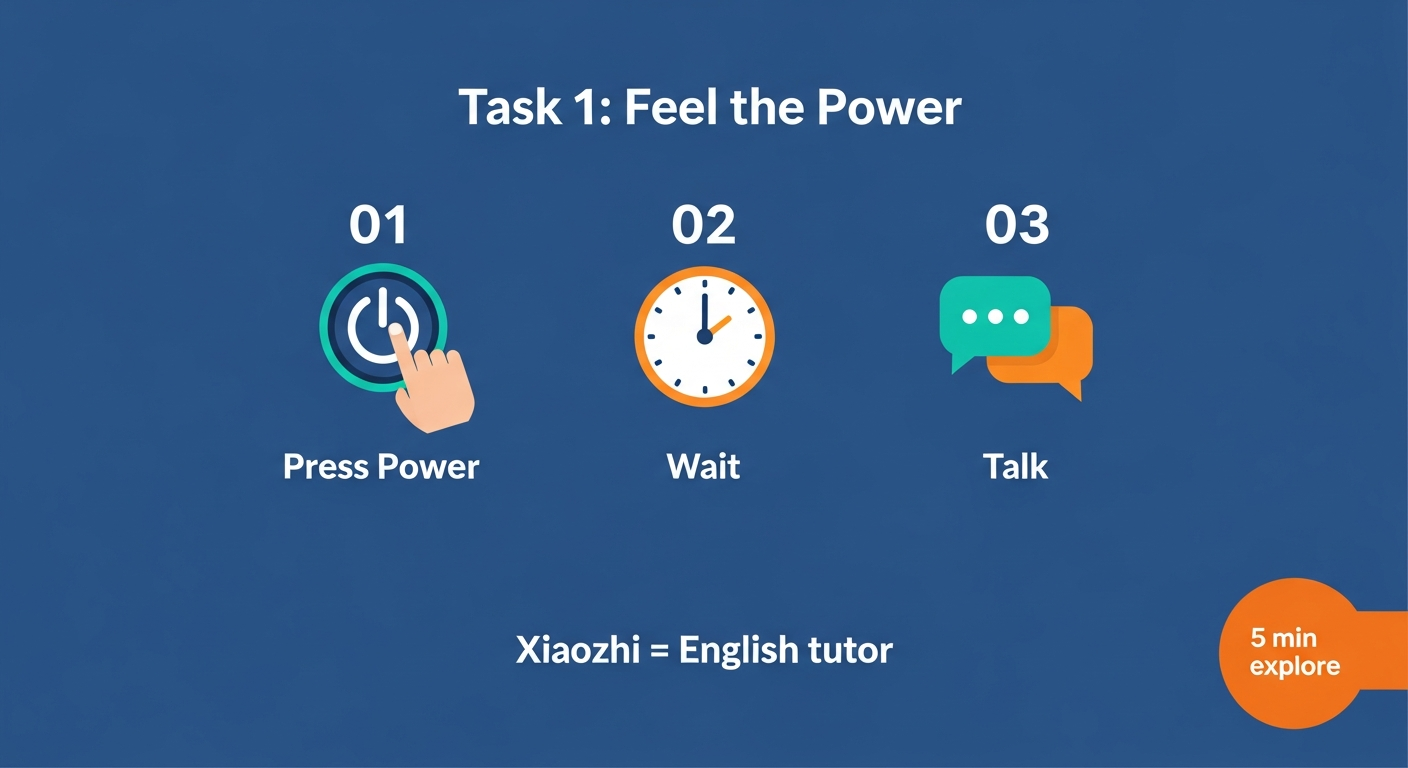 Task 1: Feel the Power
01
02
03
Press Power
Wait
Talk
Xiaozhi = English tutor
5 min
explore